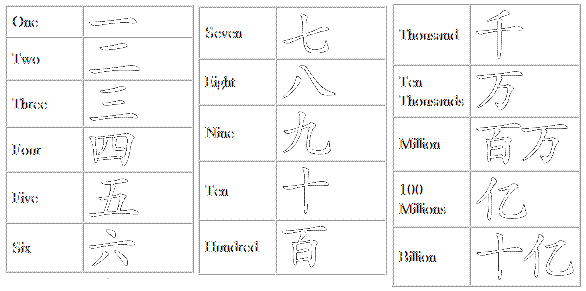 One 一
Two 二
Three 三
Four 四
Five 五
Six 六
Seven 七
Eight 八
Nine 九
Ten 十
Hundred 百
Thousand 千
Ten
Thousands 万
Million 百万
100
Millions 亿
Billion 十亿